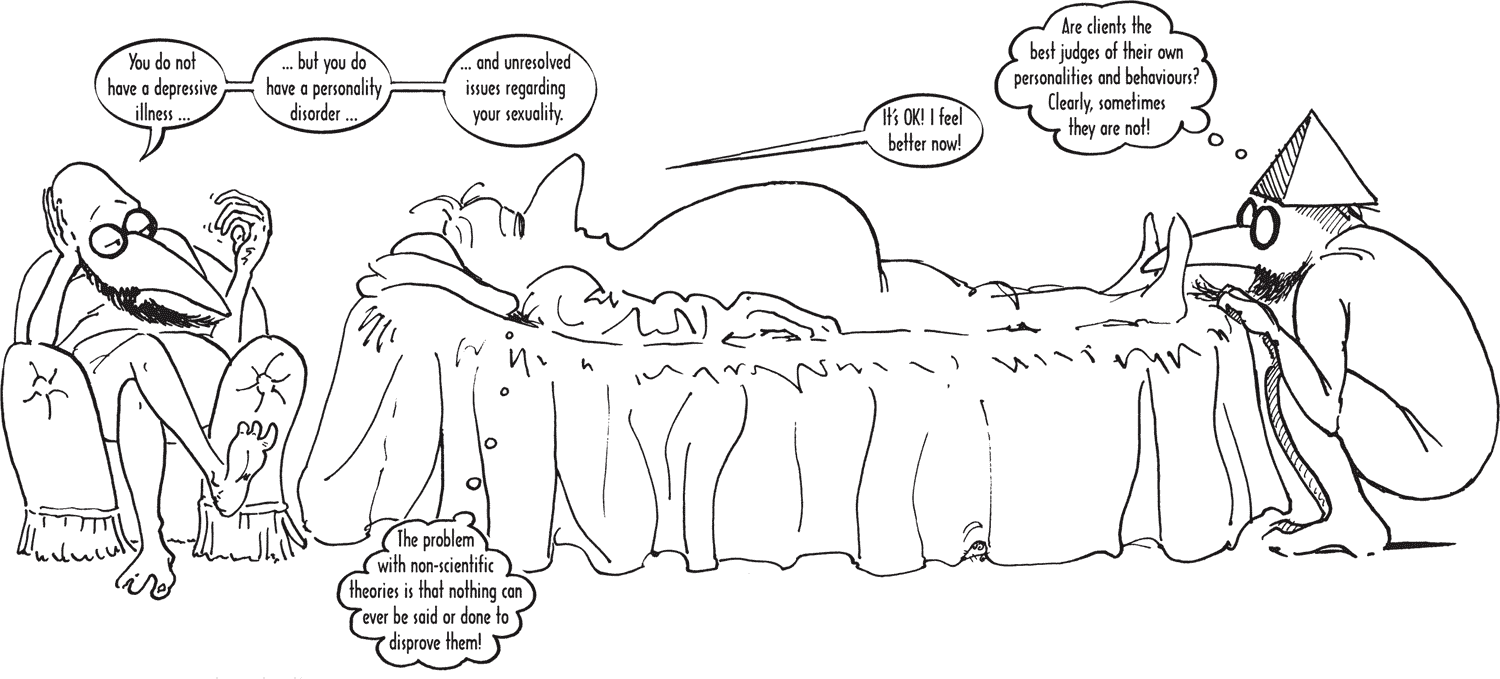 You do not
have a depressive
illness ...
... but you do
have a personality
disorder ...
... and unresolved
issues regarding
your sexuality.
It's OK! I feel
better now!
Are clients the
best judges of their own
personalities and behaviours?
Clearly, sometimes
they are not!
The problem
with non-scientific
theories is that nothing can
ever be said or done to
disprove them!